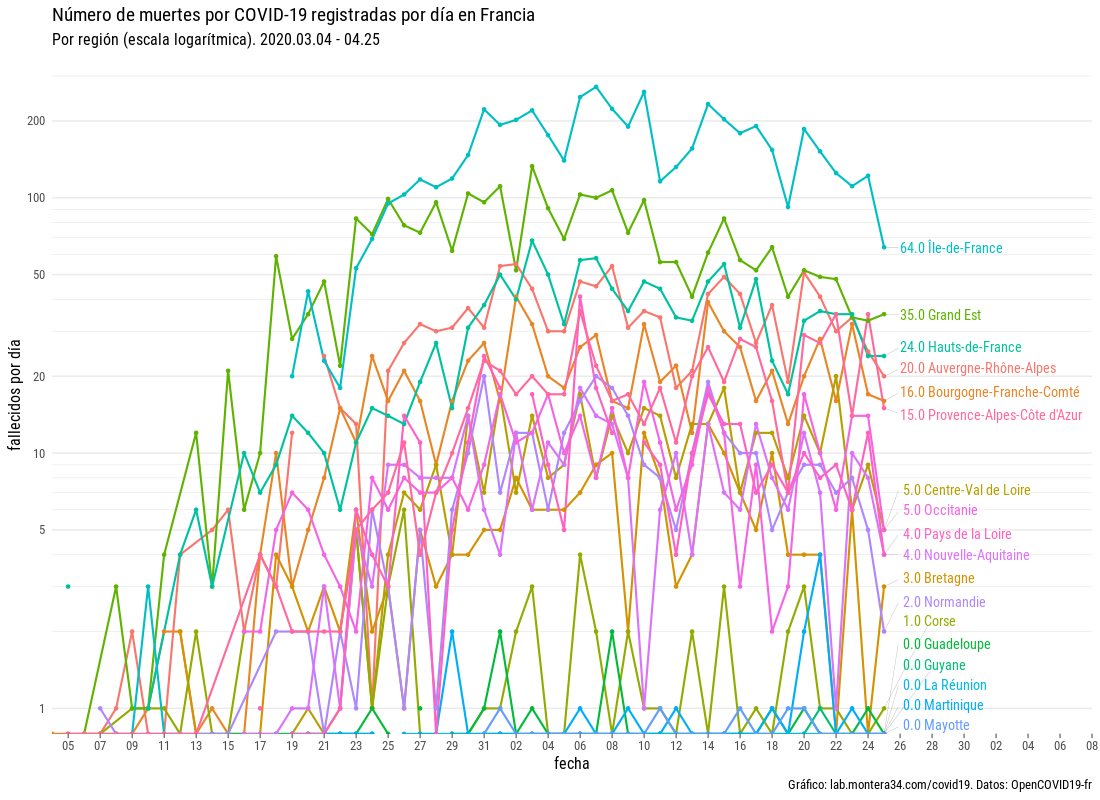 Número de muertes por COVID-19 registradas por día en Francia
Por región (escala logarítmica). 2020.03.04 - 04.25
fallecidos por día
200
100
50
20
10
5
1
64.0 Île-de-France
35.0 Grand Est
24.0 Hauts-de-France
20.0 Auvergne-Rhône-Alpes
16.0 Bourgogne-Franche-Comté
15.0 Provence-Alpes-Côte d'Azur
5.0 Centre-Val de Loire
5.0 Occitanie
4.0 Pays de la Loire
4.0 Nouvelle-Aquitaine
3.0 Bretagne
2.0 Normandie
1.0 Corse
0.0 Guadeloupe
0.0 Guyane
0.0 La Réunion
0.0 Martinique
0.0 Mayotte
05 07 09 11 13 15 17 19 21 23 25 27 29 31 02 04 06 08 10 12 14 16 18 20 22 24 26 28 30 02 04 06 08
fecha
Gráfico: lab.montera34.com/covid19. Datos: OpenCOVID19-fr